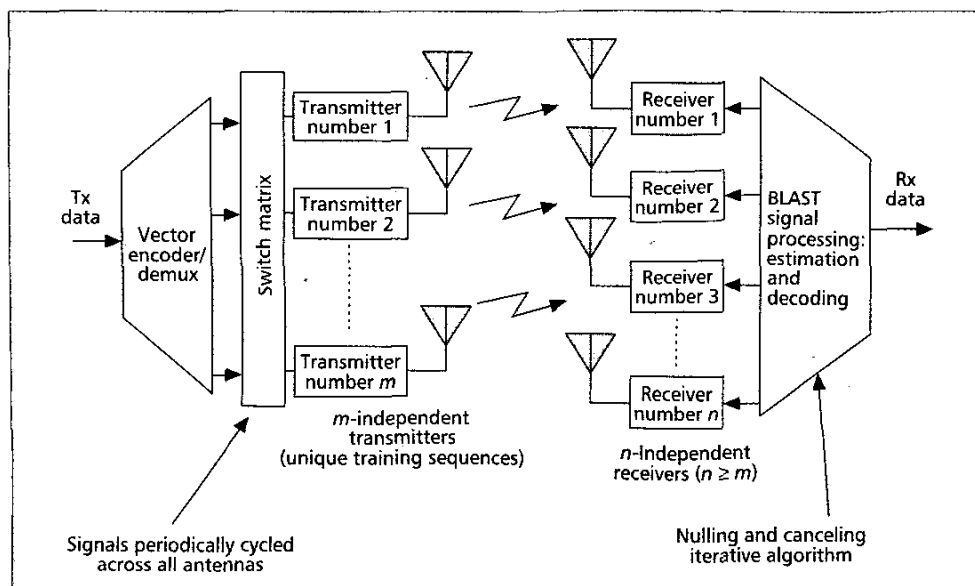 Tx
data
Vector
encoder/
demux
Switch matrix
Transmitter
number 1
Transmitter
number 2
Transmitter
number m
m-independent
transmitters
(unique training sequences)
Signals periodically cycled
across all antennas
Receiver
number 1
Receiver
number 2
Receiver
number 3
Receiver
number n
n-Independent
receivers (n ≥ m)
BLAST
signal
processing:
estimation
and
decoding
Rx
data
Nulling and canceling
iterative algorithm